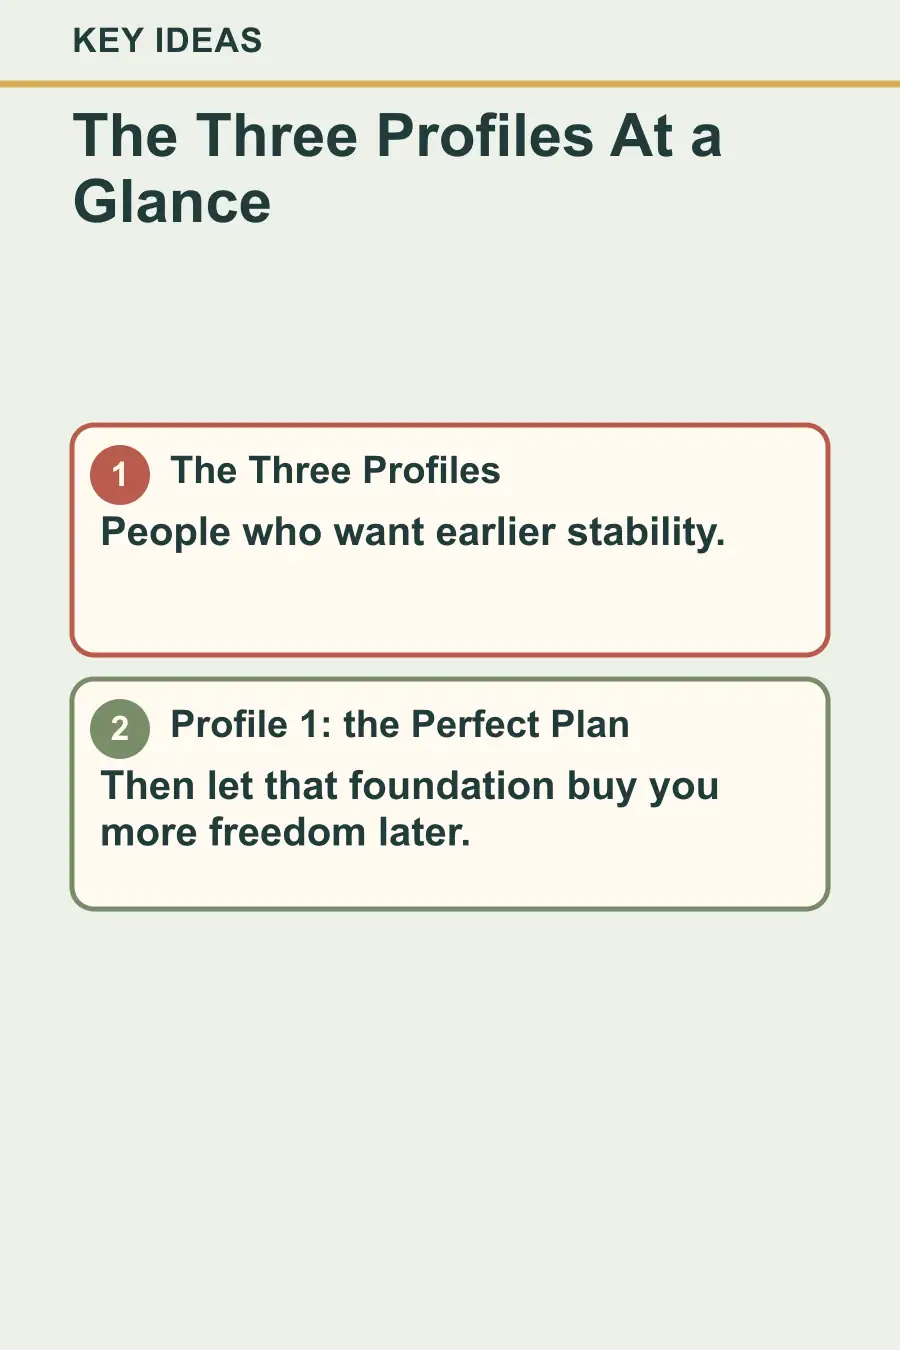 KEY IDEAS
The Three Profiles At a
Glance
1
The Three Profiles
People who want earlier stability.
2
Profile 1: the Perfect Plan
Then let that foundation buy you
more freedom later.